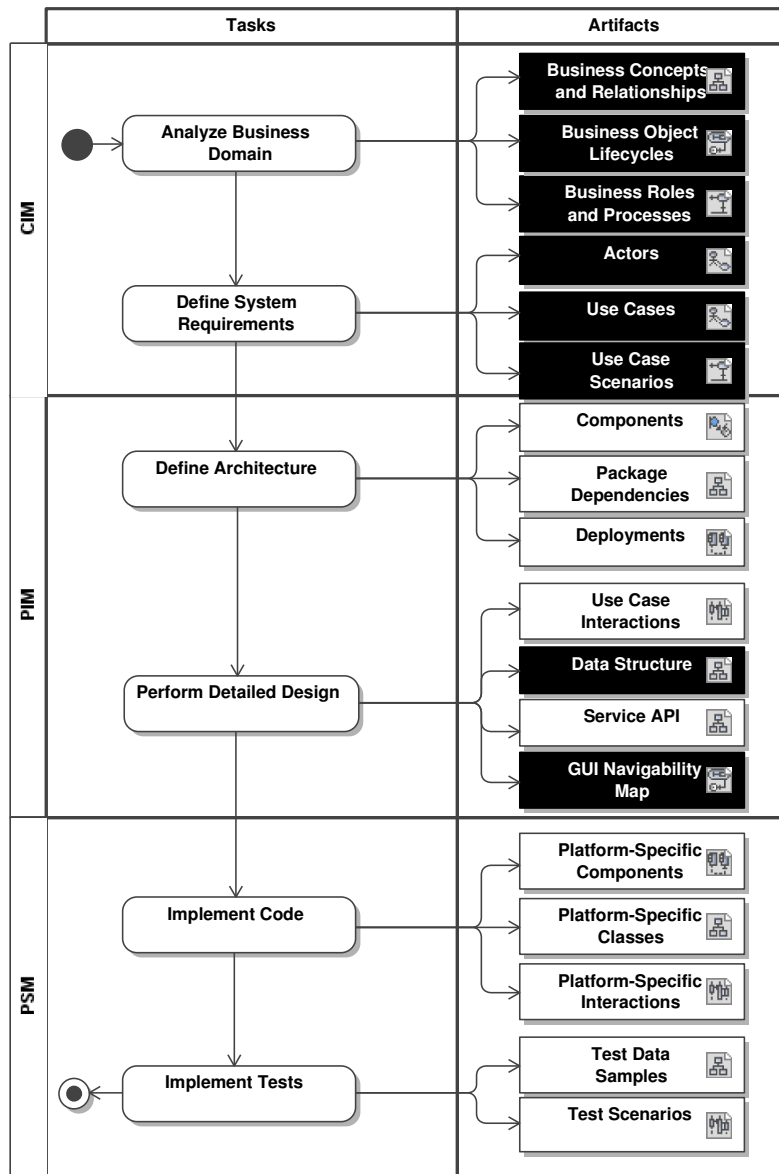 Tasks
Artifacts
CIM
Analyze Business
Domain
Business Concepts
and Relationships
Business Object
Lifecycles
Business Roles
and Processes
Define System
Requirements
Actors
Use Cases
Use Case
Scenarios
PIM
Define Architecture
Components
Package
Dependencies
Deployments
Perform Detailed Design
Use Case
Interactions
Data Structure
Service API
GUI Navigability
Map
PSM
Implement Code
Platform-Specific
Components
Platform-Specific
Classes
Platform-Specific
Interactions
Implement Tests
Test Data
Samples
Test Scenarios